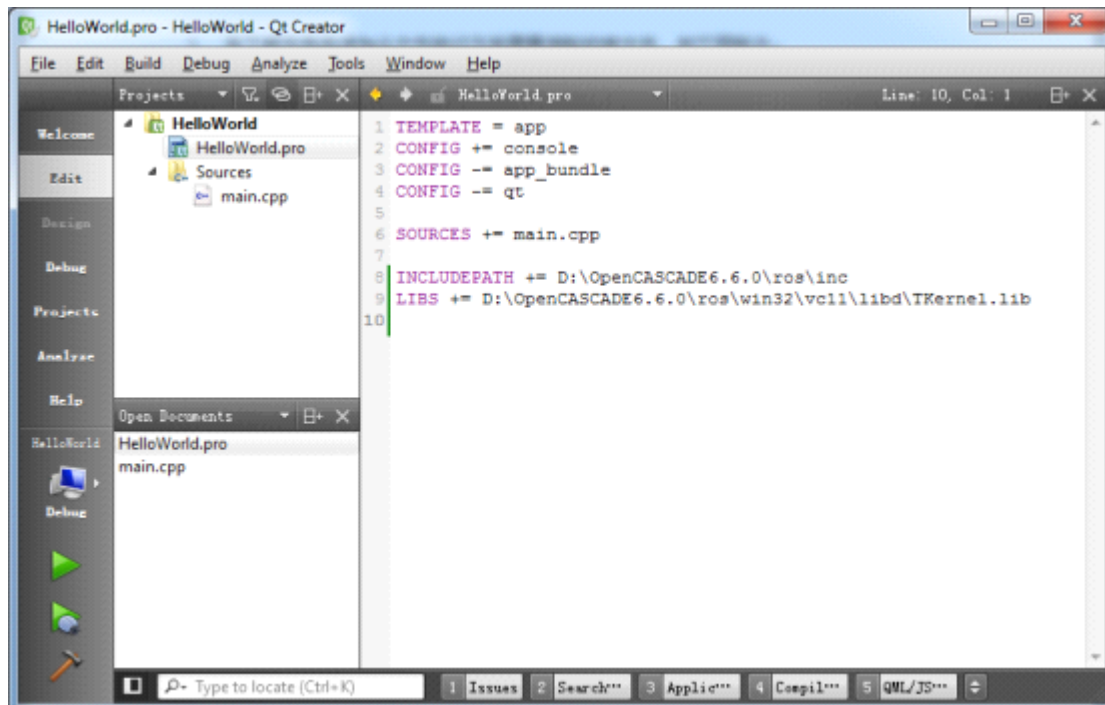 HelloWorld.pro - HelloWorld - Qt Creator
File Edit Build Debug Analyze Tools Window Help
Projects
HelloWorld.pro
Line: 10, Col: 1
Welcome
Edit
Design
Debug
Projects
Analyze
Help
HelloWorld
Debug
HelloWorld
HelloWorld.pro
Sources
main.cpp
Open Documents
HelloWorld.pro
main.cpp
1 TEMPLATE = app
2 CONFIG += console
3 CONFIG -= app_bundle
4 CONFIG -= qt
5
6 SOURCES += main.cpp
7
8 INCLUDEPATH += D:\OpenCASCADE6.6.0\ros\inc
9 LIBS += D:\OpenCASCADE6.6.0\ros\win32\vc11\libd\TKernel.lib
10
Type to locate (Ctrl+K)
1 Issues 2 Search... 3 Applic... 4 Compil... 5 QML/JS...